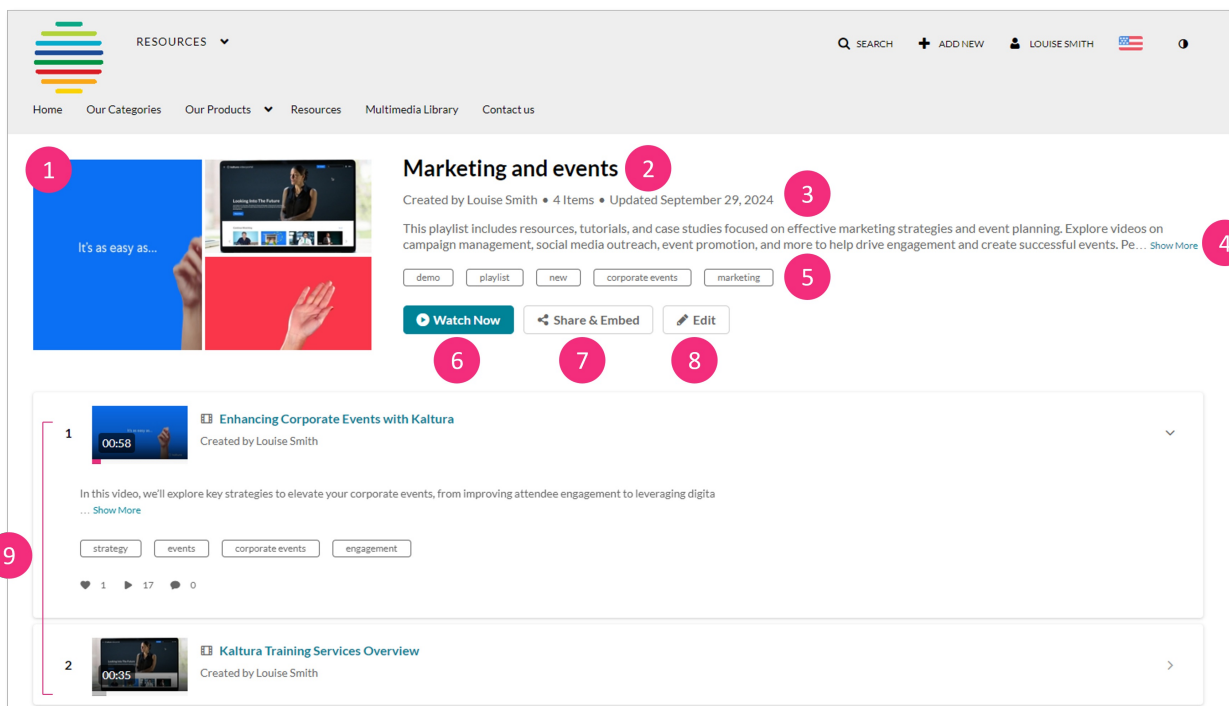 RESOURCES
SEARCH
ADD NEW
LOUISE SMITH
Home
Our Categories
Our Products
Resources
Multimedia Library
Contact us
1
It's as easy as...
Looking Into The Future
Marketing and events
2
Created by Louise Smith • 4 Items • Updated September 29, 2024
3
This playlist includes resources, tutorials, and case studies focused on effective marketing strategies and event planning. Explore videos on
campaign management, social media outreach, event promotion, and more to help drive engagement and create successful events. Pe... Show More
4
demo
playlist
new
corporate events
marketing
5
Watch Now
Share & Embed
Edit
6
7
8
1
00:58
Enhancing Corporate Events with Kaltura
Created by Louise Smith
In this video, we'll explore key strategies to elevate your corporate events, from improving attendee engagement to leveraging digita
... Show More
9
strategy
events
corporate events
engagement
1
17
0
2
00:35
Kaltura Training Services Overview
Created by Louise Smith